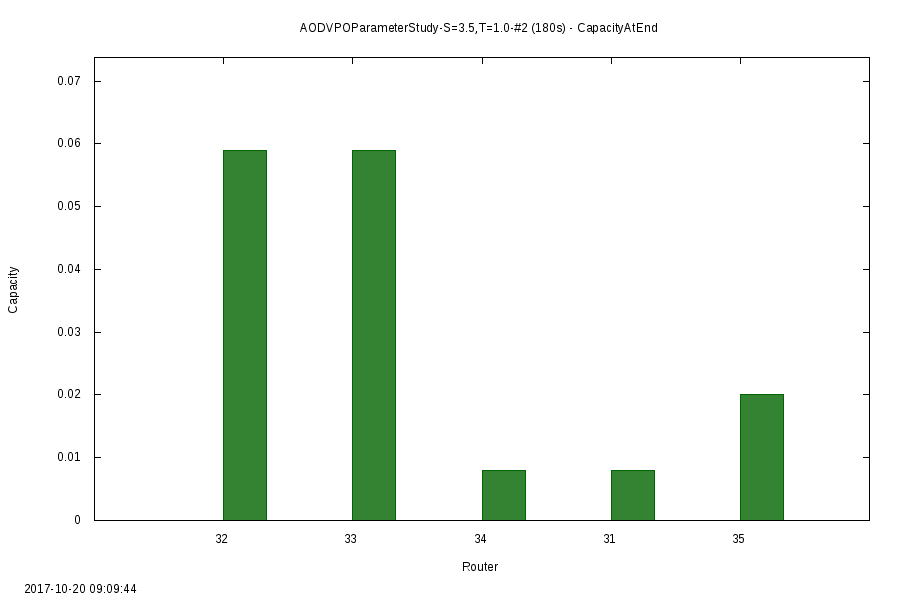 AODVPOParameterStudy-S=3.5,T=1.0-#2 (180s) - CapacityAtEnd
0.07
0.06
0.05
0.04
0.03
0.02
0.01
0
Capacity
32 33 34 31 35
Router
2017-10-20 09:09:44